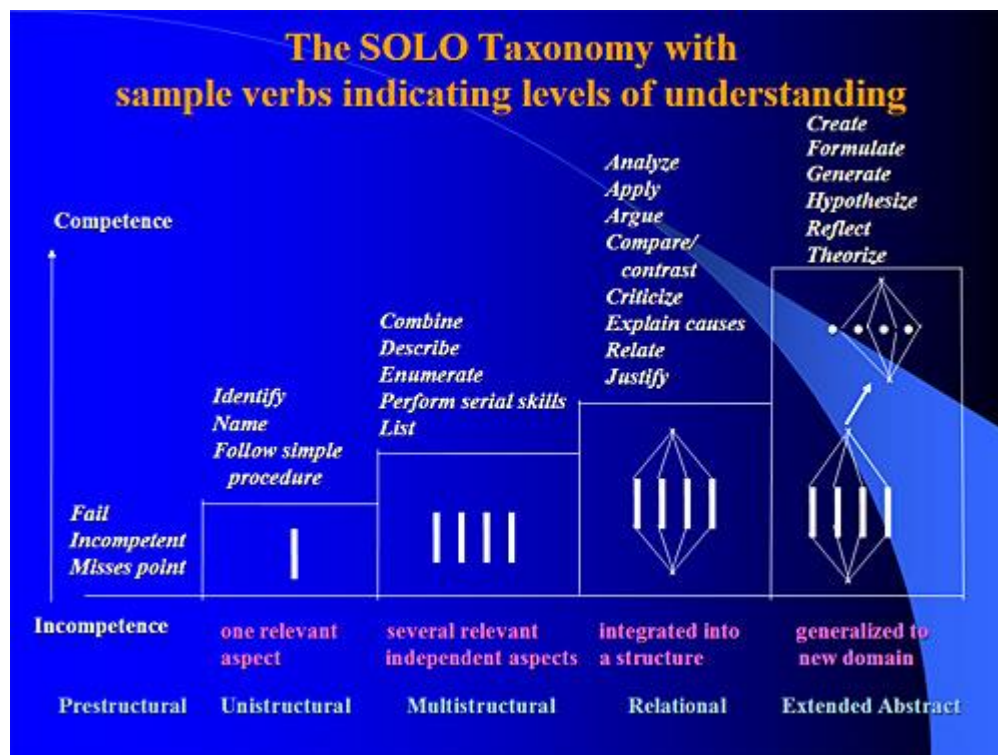 The SOLO Taxonomy with
sample verbs indicating levels of understanding
Competence
Incompetence
Fail
Incompetent
Misses point
Identify
Name
Follow simple
procedure
Combine
Describe
Enumerate
Perform serial skills
List
Analyze
Apply
Argue
Compare/
contrast
Criticize
Explain causes
Relate
Justify
Create
Formulate
Generate
Hypothesize
Reflect
Theorize
one relevant
aspect
several relevant
independent aspects
integrated into
a structure
generalized to
new domain
Prestructural
Unistructural
Multistructural
Relational
Extended Abstract